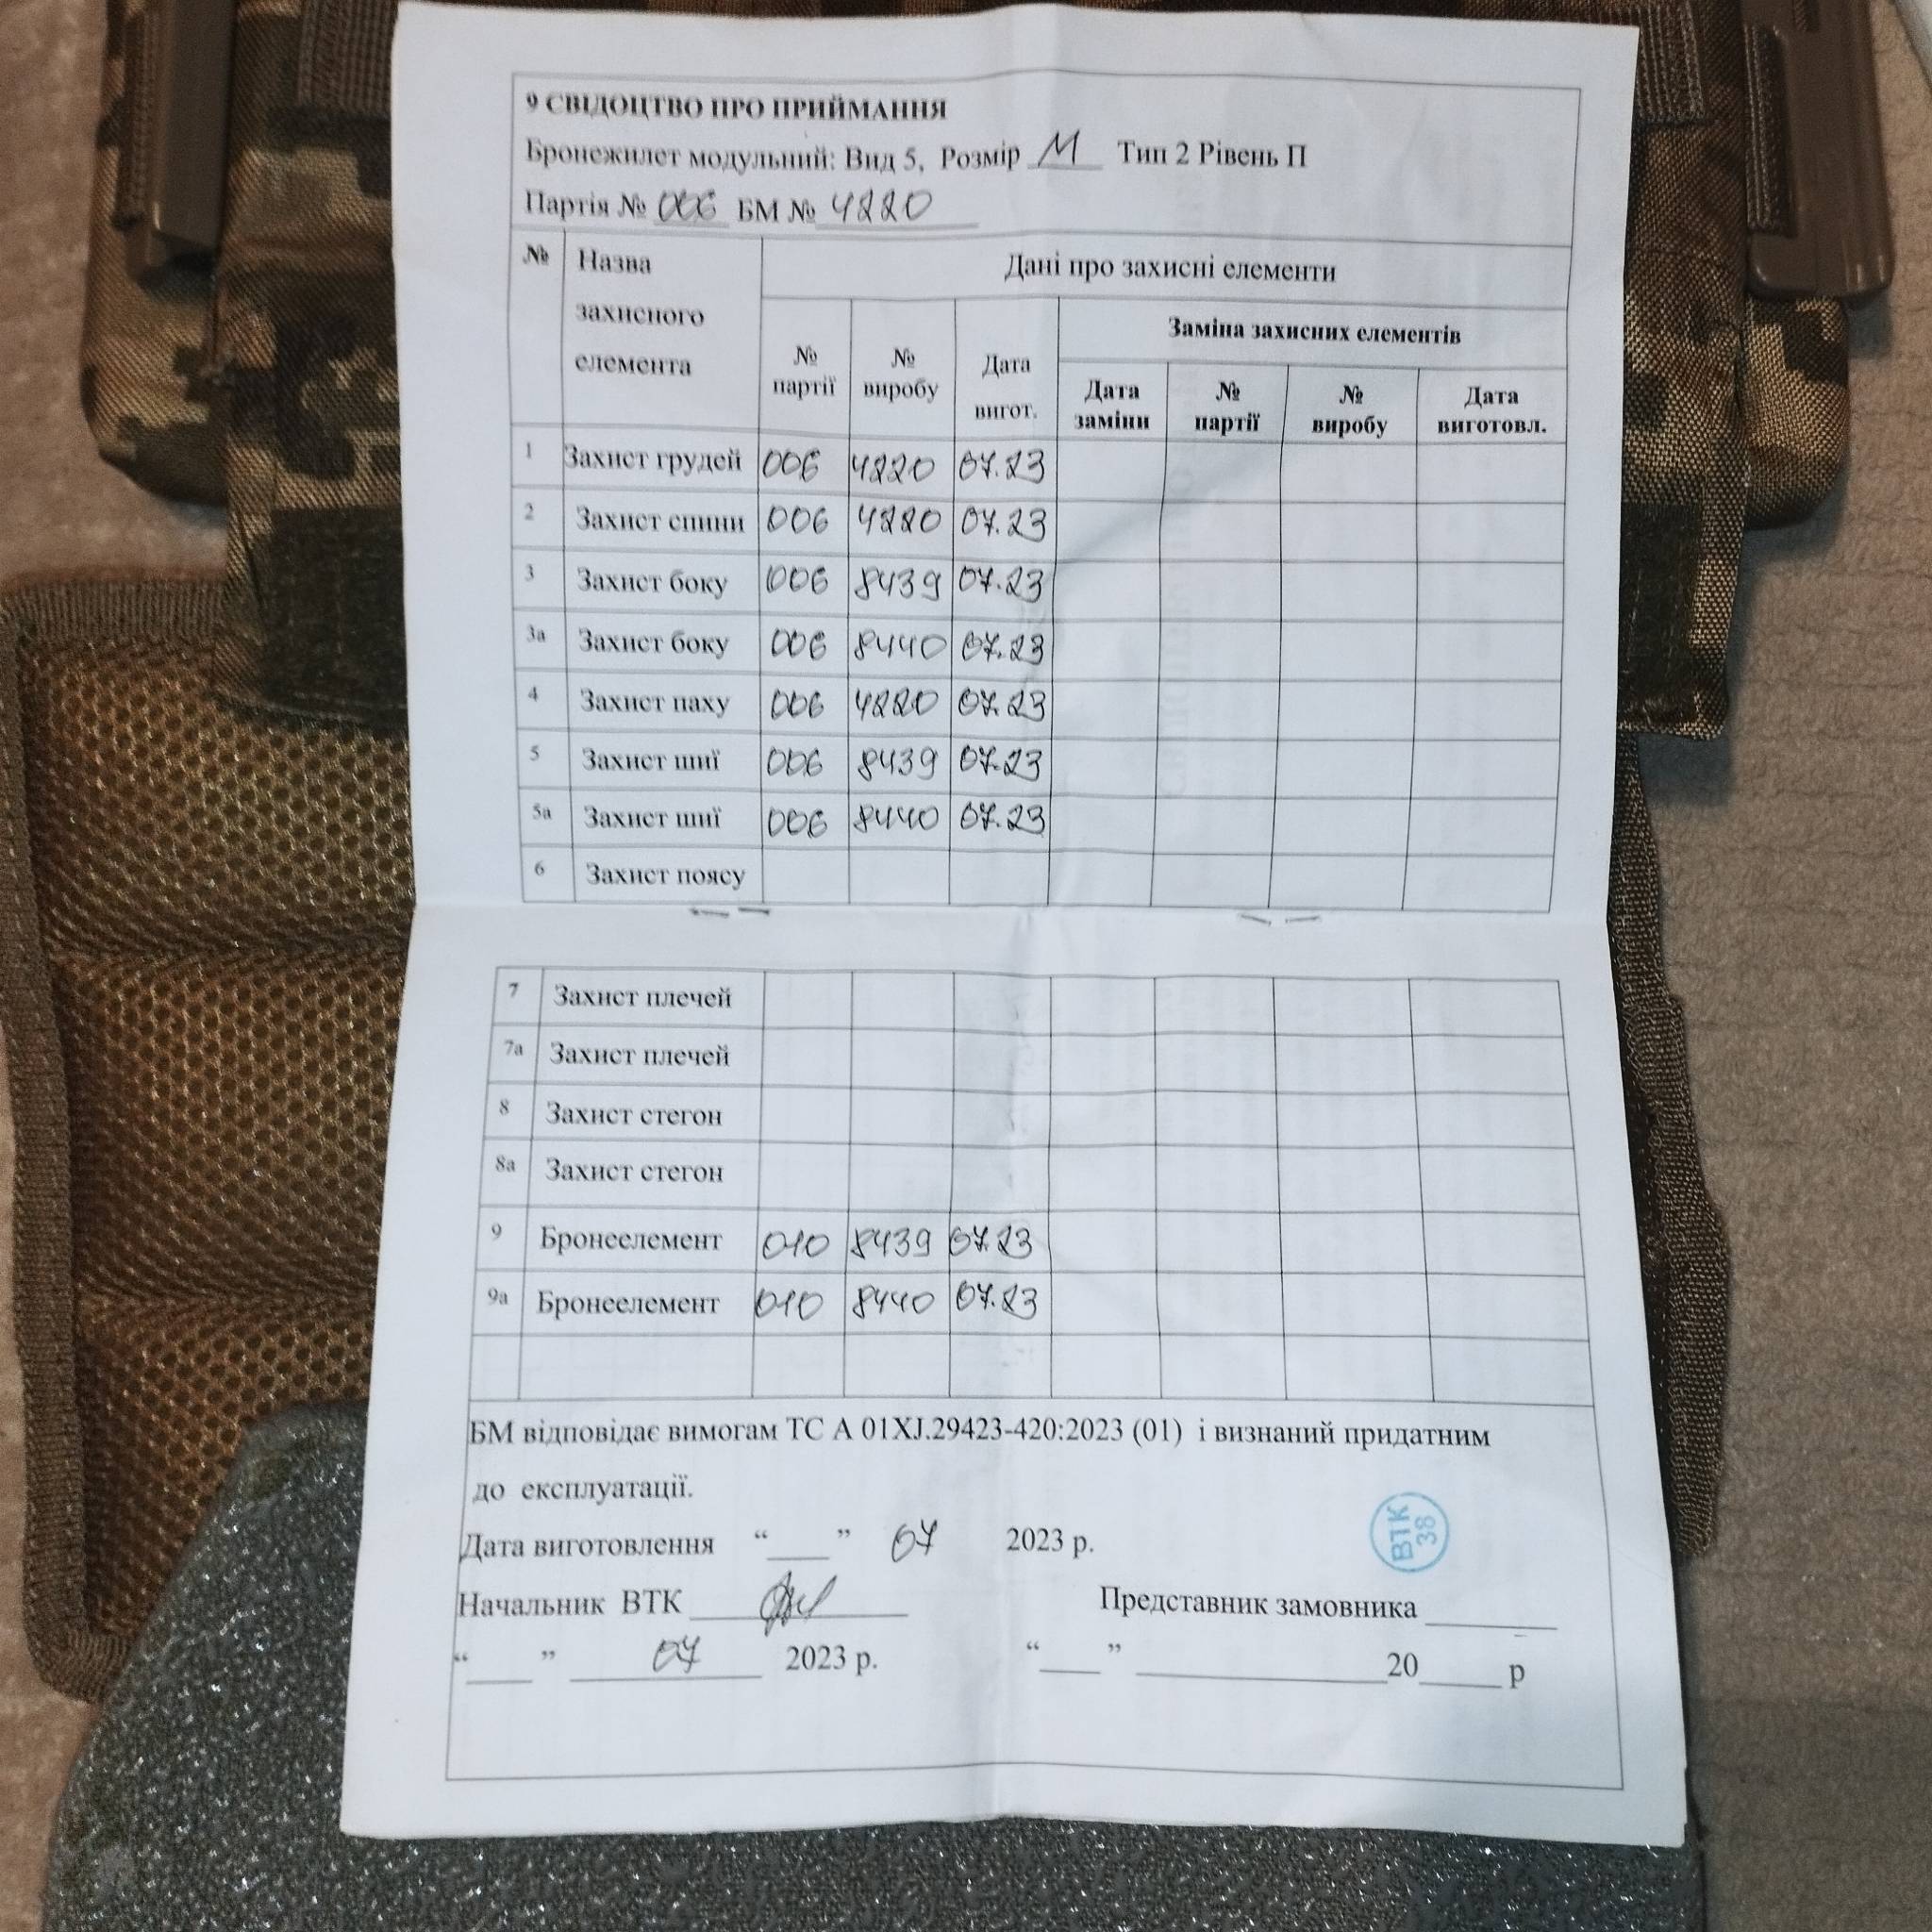 9 СВІДОЦТВО ПРО ПРИЙМАННЯ
Бронежилет модульний: Вид 5, Розмір М Тип 2 Рівень П
Партія № 006 БМ № 4220
№ Назва захисного елемента Дані про захисні елементи
№ партії № виробу Дата вигот. Заміна захисних елементів
Дата заміни № партії № виробу Дата виготовл.
1 Захист грудей 006 4220 07.23
2 Захист спини 006 4220 07.23
3 Захист боку 006 8439 07.23
3а Захист боку 006 8440 07.23
4 Захист паху 006 4220 07.23
5 Захист шиї 006 8439 07.23
5а Захист шиї 006 8440 07.23
6 Захист поясу
7 Захист плечей
7а Захист плечей
8 Захист стегон
8а Захист стегон
9 Бронеелемент 010 8439 07.23
9а Бронеелемент 010 8440 07.23
БМ відповідає вимогам ТС А 01XJ.29423-420:2023 (01) і визнаний придатним
до експлуатації.
Дата виготовлення “___” 07 2023 р.
ВТК 38
Начальник ВТК ______ Представник замовника ______
“___” 07 2023 р. “___” ______ 20___ р